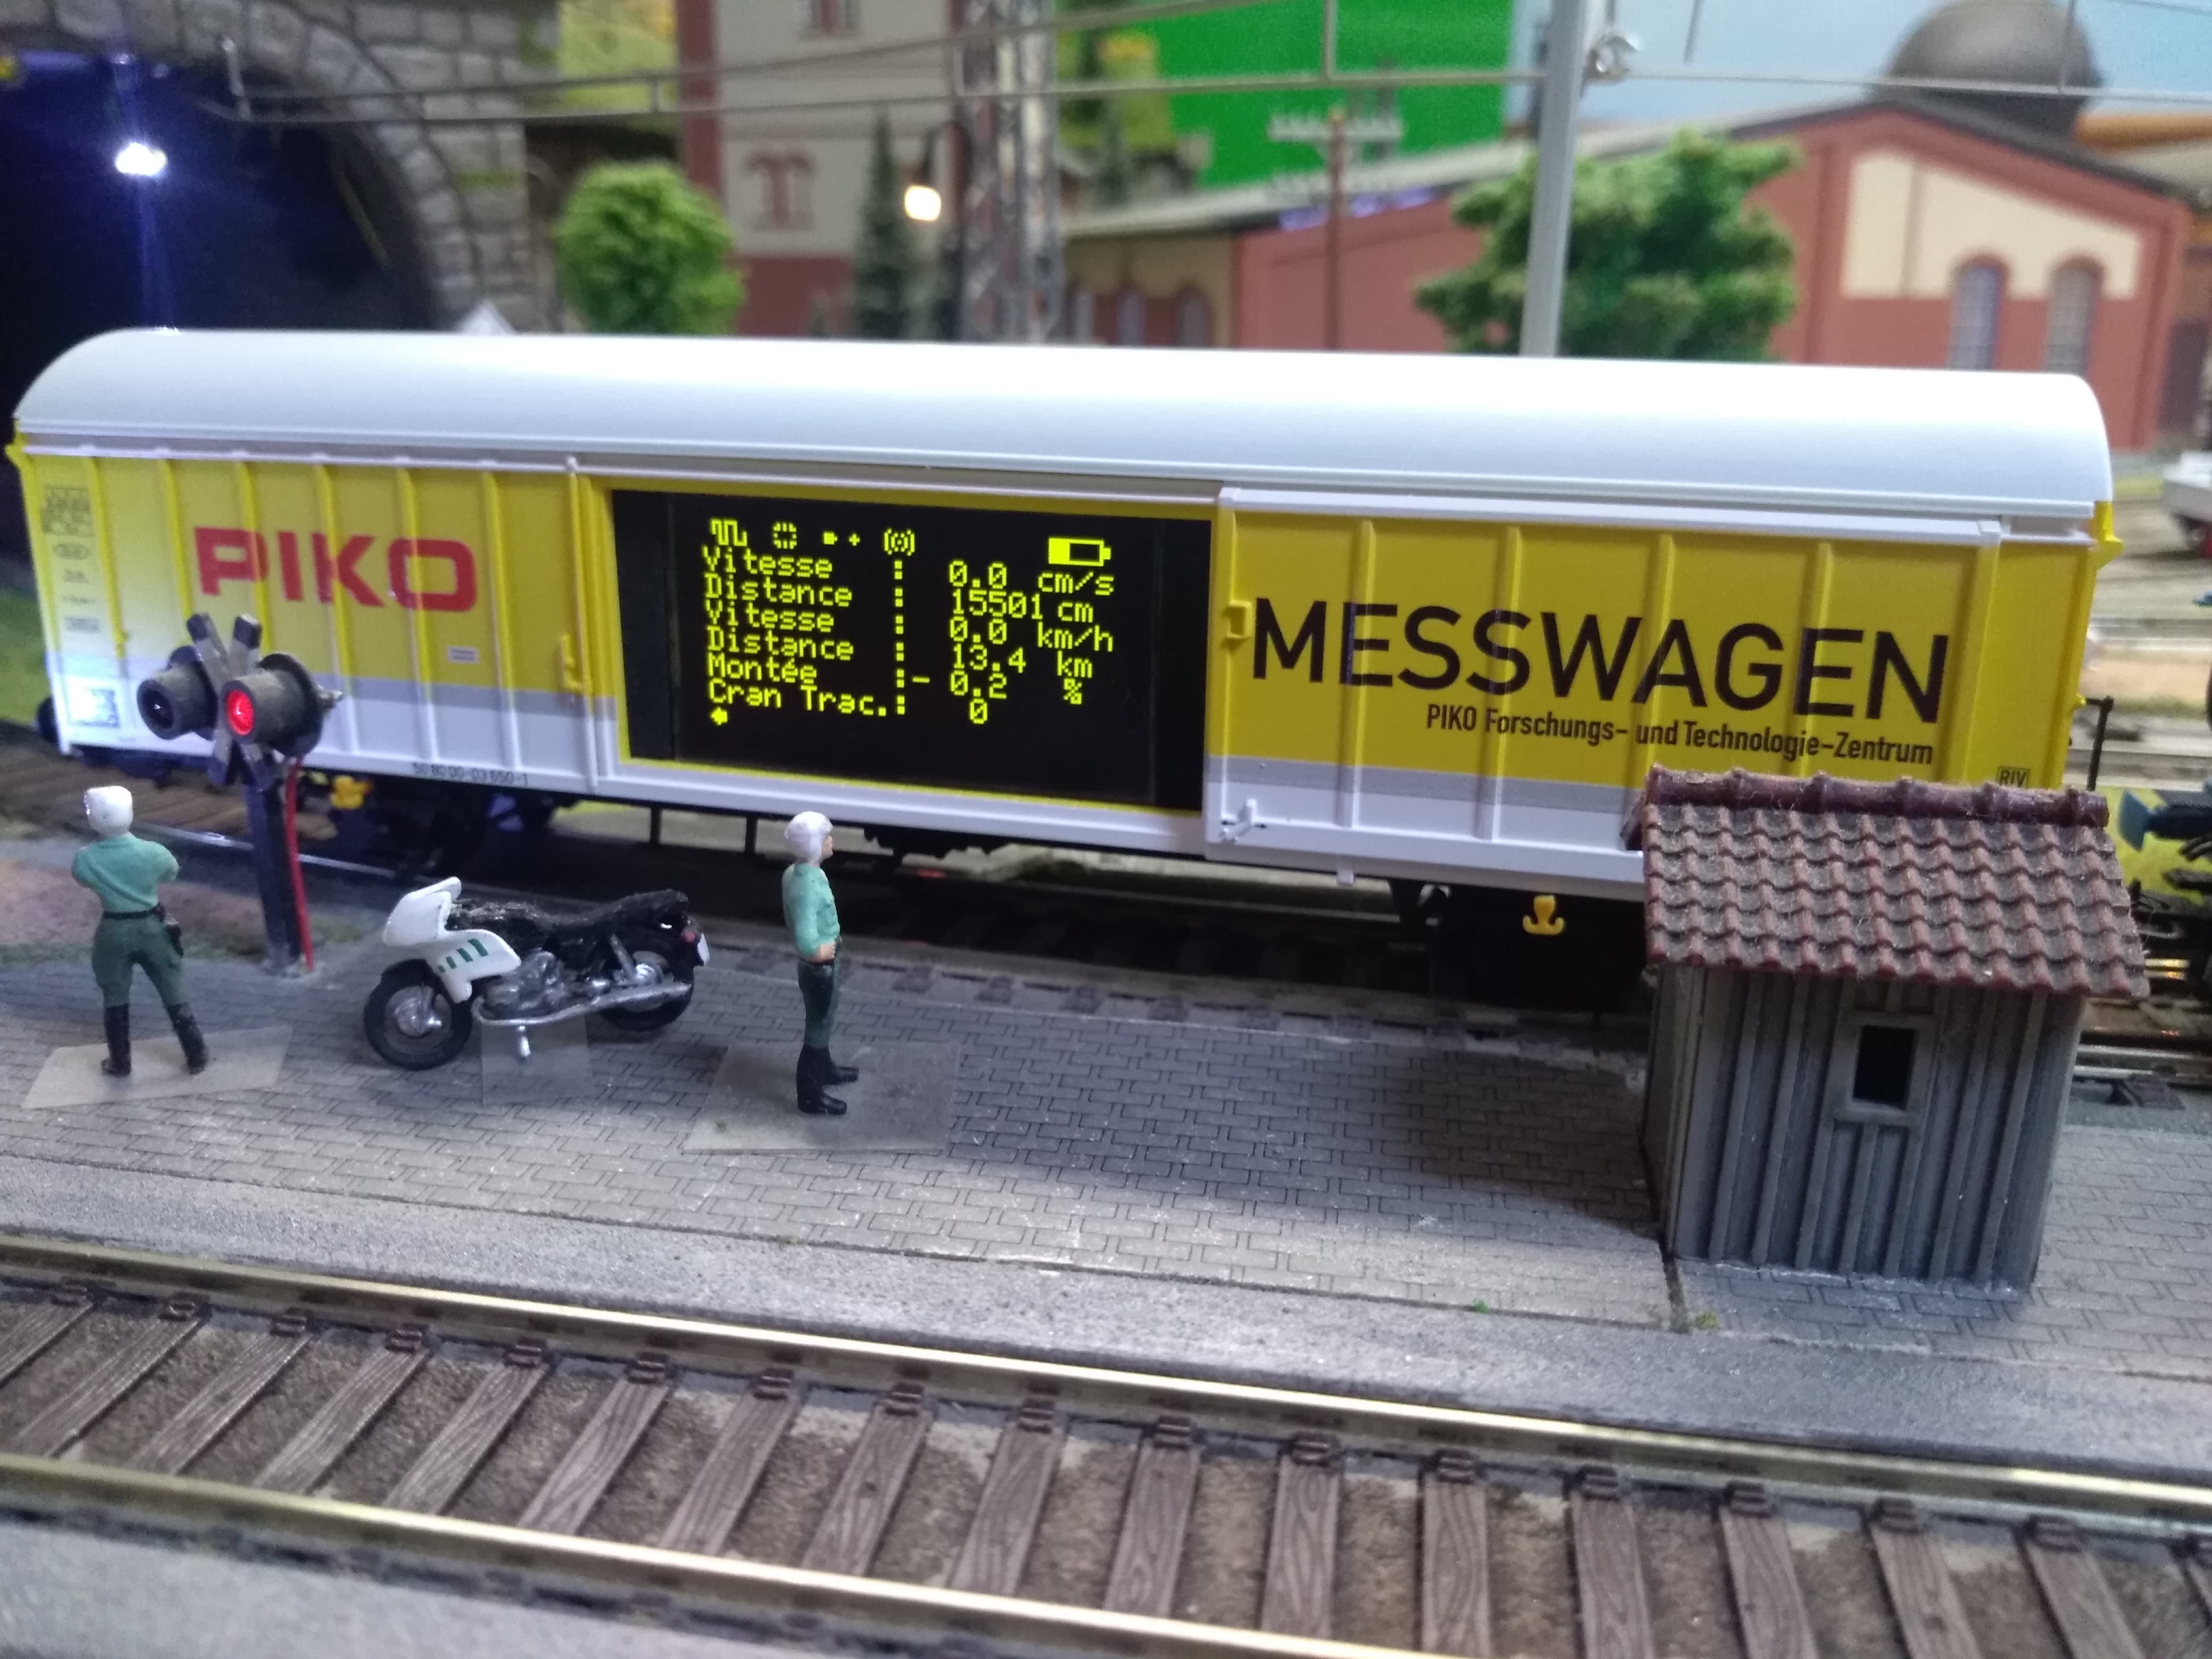 PIKO
Vitesse : 0.0 cm/s
Distance : 15501 cm
Vitesse : 0.0 km/h
Distance : 13.4 km
Montée :- 0.2 %
Cran Trac.: 0
MESSWAGEN
PIKO Forschungs- und Technologie-Zentrum
RIV